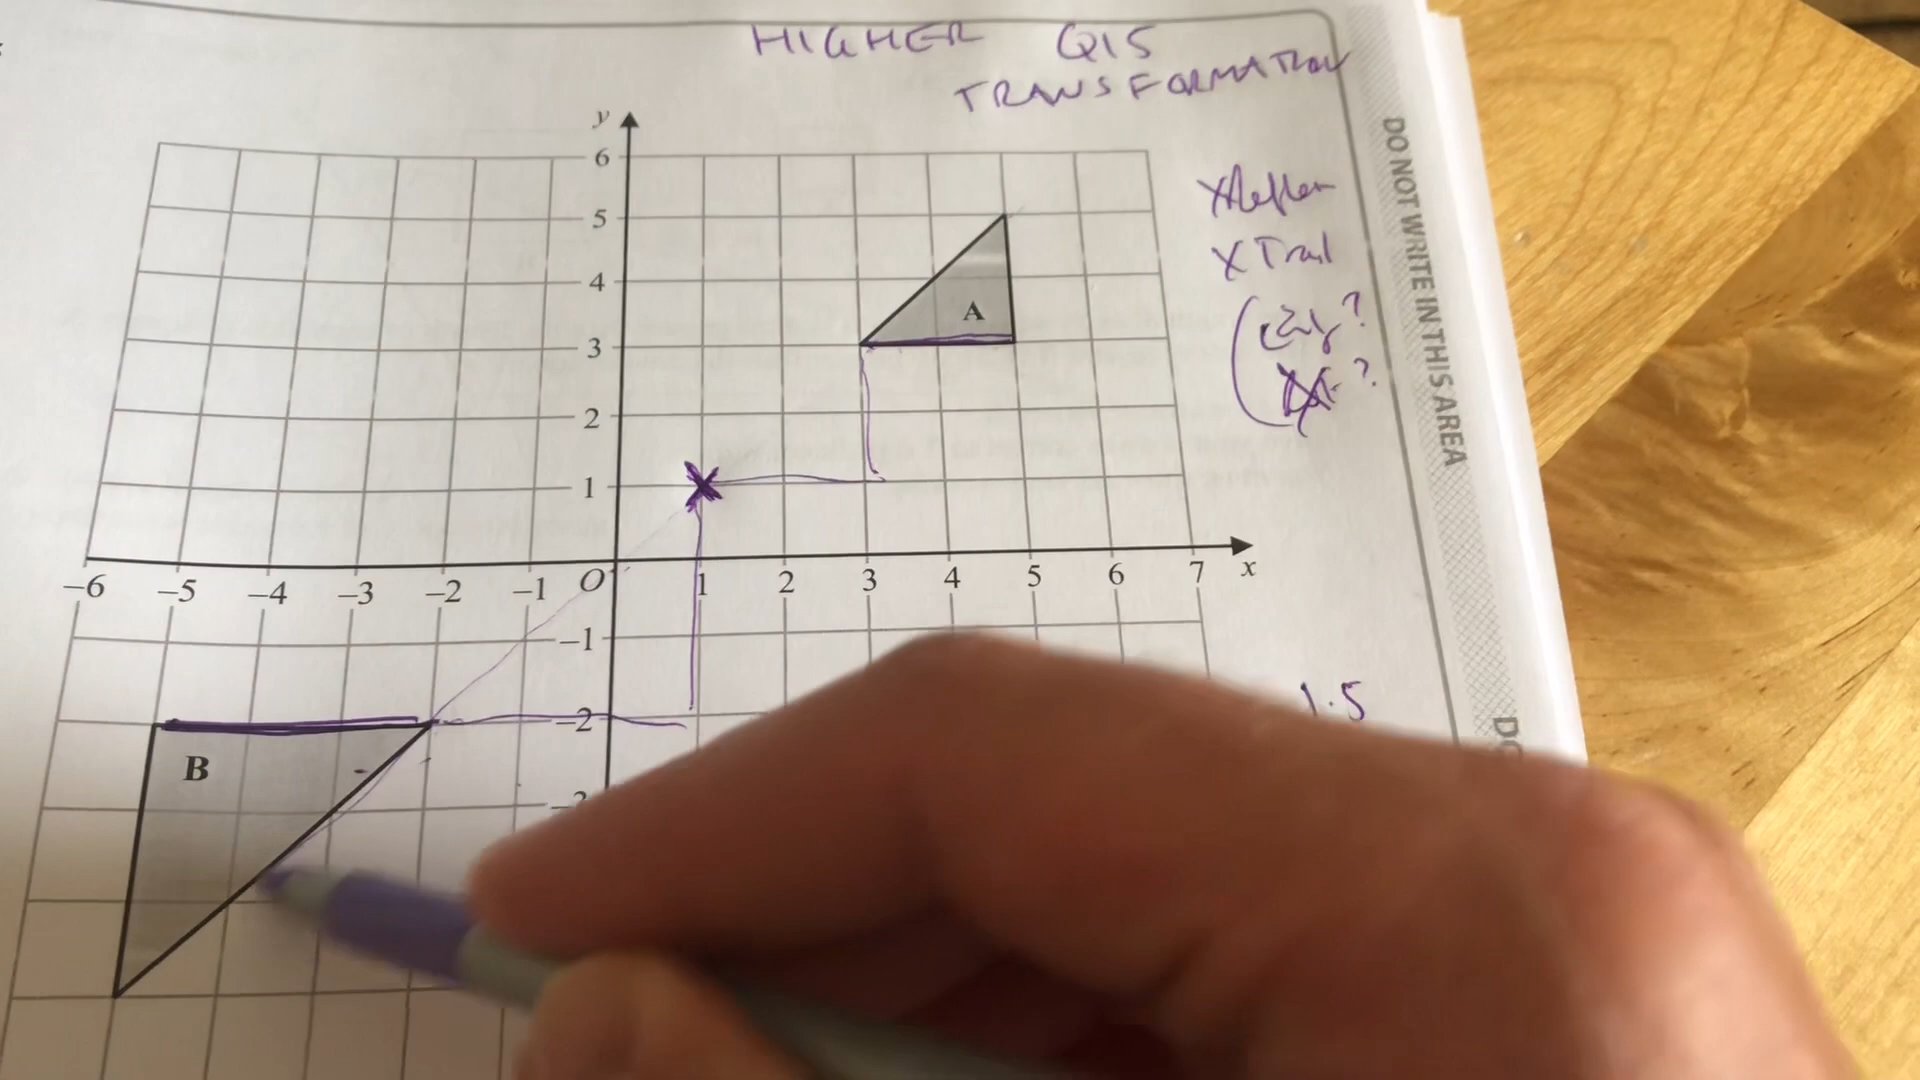 HIGHER Q15
TRANSFORMATION
y
6
5
4
3
2
1
A
X
X
?
?
-6 -5 -4 -3 -2 -1 O 1 2 3 4 5 6 7 x
-1
-2
B
1.5
DO NOT WRITE IN THIS AREA